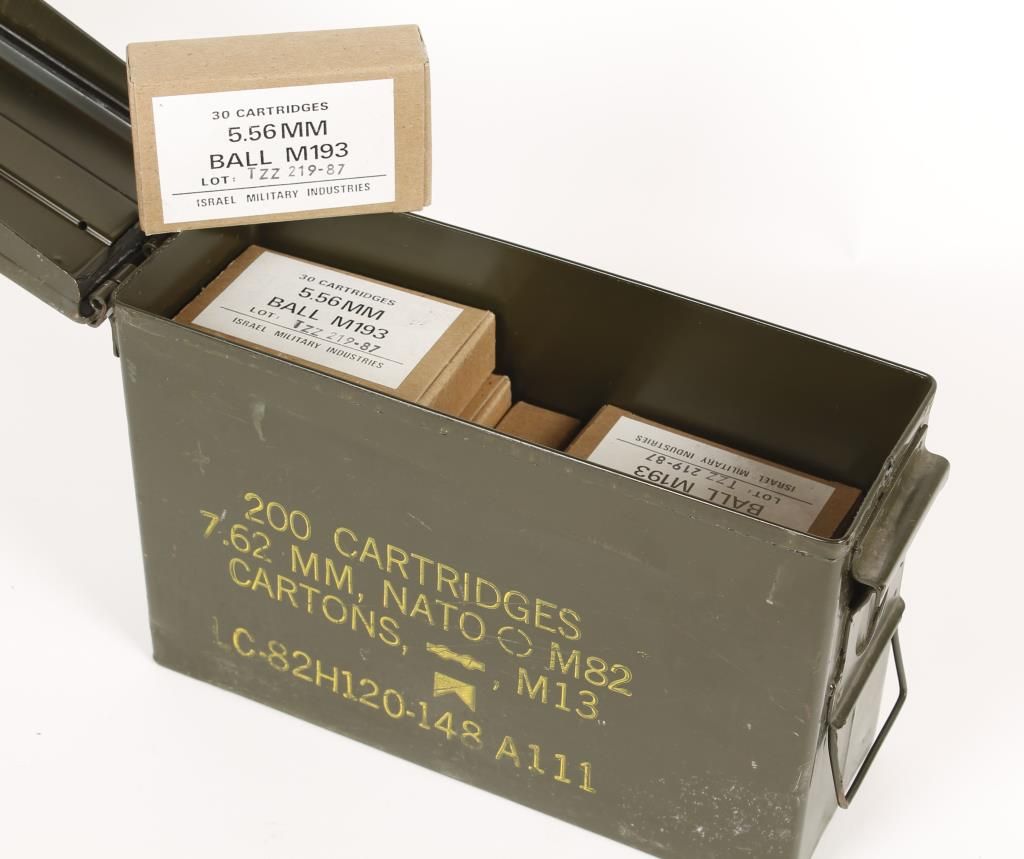 30 CARTRIDGES
5.56MM
BALL M193
LOT: TZZ 219-87
ISRAEL MILITARY INDUSTRIES
30 CARTRIDGES
5.56MM
BALL M193
LOT: TZZ 219-87
ISRAEL MILITARY INDUSTRIES
BALL M193
LOT: TZZ 219-87
ISRAEL MILITARY INDUSTRIES
200 CARTRIDGES
7.62 MM, NATO M82
CARTONS, , M13
LC-82H120-148 A111